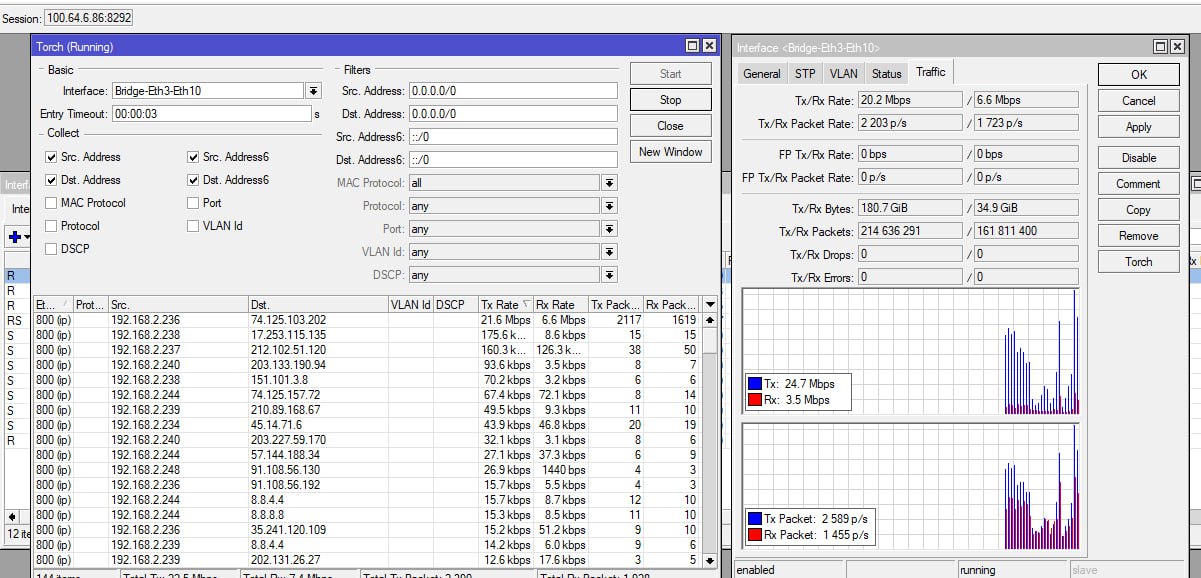 Session: 100.64.6.86:8292
Torch (Running)
Basic
Interface: Bridge-Eth3-Eth10
Entry Timeout: 00:00:03 s
Collect
Src. Address Src. Address6
Dst. Address Dst. Address6
MAC Protocol Port
Protocol VLAN Id
DSCP
Filters
Src. Address: 0.0.0.0/0
Dst. Address: 0.0.0.0/0
Src. Address6: ::/0
Dst. Address6: ::/0
MAC Protocol: all
Protocol: any
Port: any
VLAN Id: any
DSCP: any
Start
Stop
Close
New Window
Et... Prot... Src. Dst. VLAN Id DSCP Tx Rate Rx Rate Tx Pack... Rx Pack...
800 (ip) 192.168.2.236 74.125.103.202 21.6 Mbps 6.6 Mbps 2117 1619
800 (ip) 192.168.2.238 17.253.115.135 175.6 k... 8.6 kbps 15 15
800 (ip) 192.168.2.237 212.102.51.120 160.3 k... 126.3 k... 38 50
800 (ip) 192.168.2.240 203.133.190.94 93.6 kbps 3.5 kbps 8 7
800 (ip) 192.168.2.238 151.101.3.8 70.2 kbps 3.2 kbps 6 6
800 (ip) 192.168.2.244 74.125.157.72 67.4 kbps 72.1 kbps 8 14
800 (ip) 192.168.2.239 210.89.168.67 49.5 kbps 9.3 kbps 11 10
800 (ip) 192.168.2.234 45.14.71.6 43.9 kbps 46.8 kbps 20 19
800 (ip) 192.168.2.240 203.227.59.170 32.1 kbps 3.1 kbps 8 6
800 (ip) 192.168.2.244 57.144.188.34 27.1 kbps 37.3 kbps 6 9
800 (ip) 192.168.2.248 91.108.56.130 26.9 kbps 1440 bps 4 3
800 (ip) 192.168.2.236 91.108.56.192 15.7 kbps 5.5 kbps 4 3
800 (ip) 192.168.2.244 8.8.4.4 15.7 kbps 8.7 kbps 12 10
800 (ip) 192.168.2.244 8.8.8.8 15.3 kbps 8.5 kbps 11 10
800 (ip) 192.168.2.236 35.241.120.109 15.2 kbps 51.2 kbps 9 10
800 (ip) 192.168.2.239 8.8.4.4 14.2 kbps 6.0 kbps 9 6
800 (ip) 192.168.2.239 202.131.26.27 12.6 kbps 17.6 kbps 3 5
144 items Total Tx: 22.5 Mbps Total Rx: 7.4 Mbps
Interf
Inte
R
R
R
RS
S
S
S
S
S
S
S
R
12 ite
Interface <Bridge-Eth3-Eth10>
General STP VLAN Status Traffic
Tx/Rx Rate: 20.2 Mbps / 6.6 Mbps
Tx/Rx Packet Rate: 2 203 p/s / 1 723 p/s
FP Tx/Rx Rate: 0 bps / 0 bps
FP Tx/Rx Packet Rate: 0 p/s / 0 p/s
Tx/Rx Bytes: 180.7 GiB / 34.9 GiB
Tx/Rx Packets: 214 636 291 / 161 811 400
Tx/Rx Drops: 0 / 0
Tx/Rx Errors: 0 / 0
Tx: 24.7 Mbps
Rx: 3.5 Mbps
Tx Packet: 2 589 p/s
Rx Packet: 1 455 p/s
enabled running slave
OK
Cancel
Apply
Disable
Comment
Copy
Remove
Torch